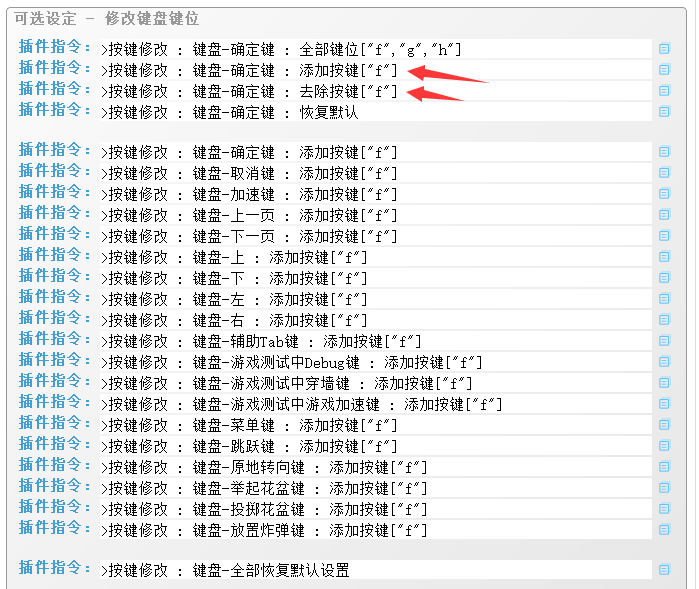 可选设定 - 修改键盘键位
插件指令：>按键修改 : 键盘-确定键 : 全部键位["f","g","h"]
插件指令：>按键修改 : 键盘-确定键 : 添加按键["f"]
插件指令：>按键修改 : 键盘-确定键 : 去除按键["f"]
插件指令：>按键修改 : 键盘-确定键 : 恢复默认
插件指令：>按键修改 : 键盘-确定键 : 添加按键["f"]
插件指令：>按键修改 : 键盘-取消键 : 添加按键["f"]
插件指令：>按键修改 : 键盘-加速键 : 添加按键["f"]
插件指令：>按键修改 : 键盘-上一页 : 添加按键["f"]
插件指令：>按键修改 : 键盘-下一页 : 添加按键["f"]
插件指令：>按键修改 : 键盘-上 : 添加按键["f"]
插件指令：>按键修改 : 键盘-下 : 添加按键["f"]
插件指令：>按键修改 : 键盘-左 : 添加按键["f"]
插件指令：>按键修改 : 键盘-右 : 添加按键["f"]
插件指令：>按键修改 : 键盘-辅助Tab键 : 添加按键["f"]
插件指令：>按键修改 : 键盘-游戏测试中Debug键 : 添加按键["f"]
插件指令：>按键修改 : 键盘-游戏测试中穿墙键 : 添加按键["f"]
插件指令：>按键修改 : 键盘-游戏测试中游戏加速键 : 添加按键["f"]
插件指令：>按键修改 : 键盘-菜单键 : 添加按键["f"]
插件指令：>按键修改 : 键盘-跳跃键 : 添加按键["f"]
插件指令：>按键修改 : 键盘-原地转向键 : 添加按键["f"]
插件指令：>按键修改 : 键盘-举起花盆键 : 添加按键["f"]
插件指令：>按键修改 : 键盘-投掷花盆键 : 添加按键["f"]
插件指令：>按键修改 : 键盘-放置炸弹键 : 添加按键["f"]
插件指令：>按键修改 : 键盘-全部恢复默认设置